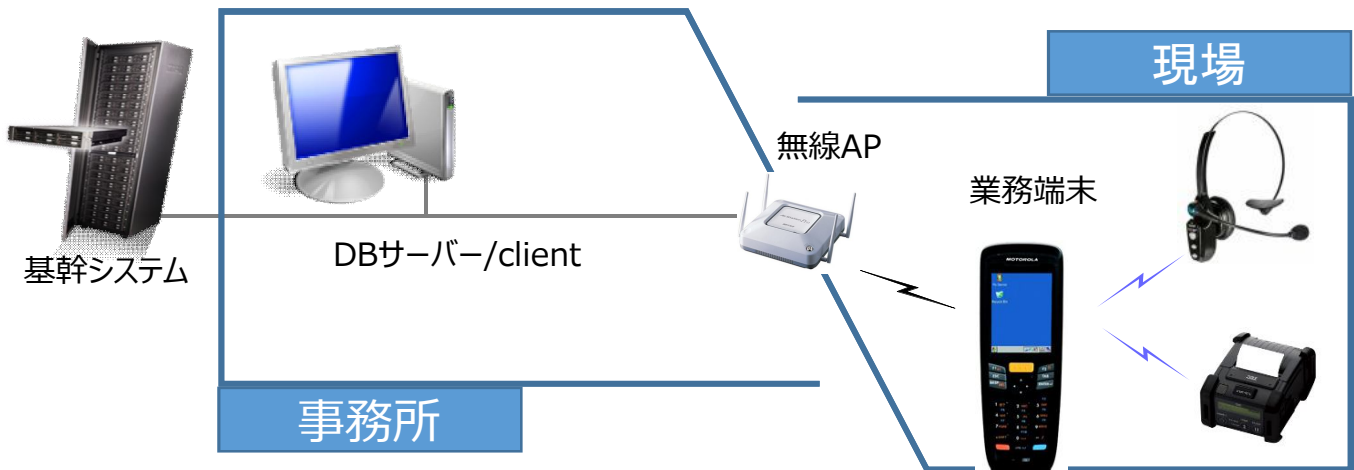 現場
無線AP
業務端末
基幹システム
DBサーバー/client
MOTOROLA
事務所